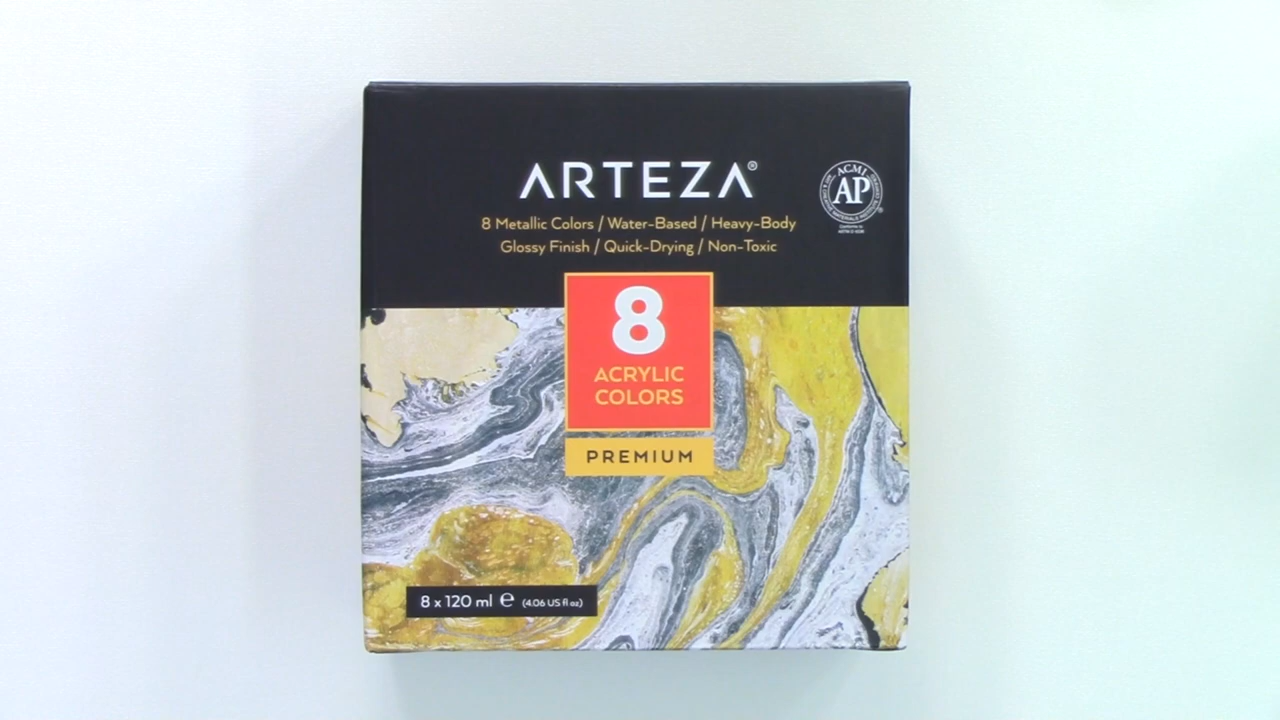 ARTEZA®
8 Metallic Colors / Water-Based / Heavy-Body
Glossy Finish / Quick-Drying / Non-Toxic
ACMI
AP
8
ACRYLIC
COLORS
PREMIUM
8 x 120 ml ℮ (4.06 US fl oz)